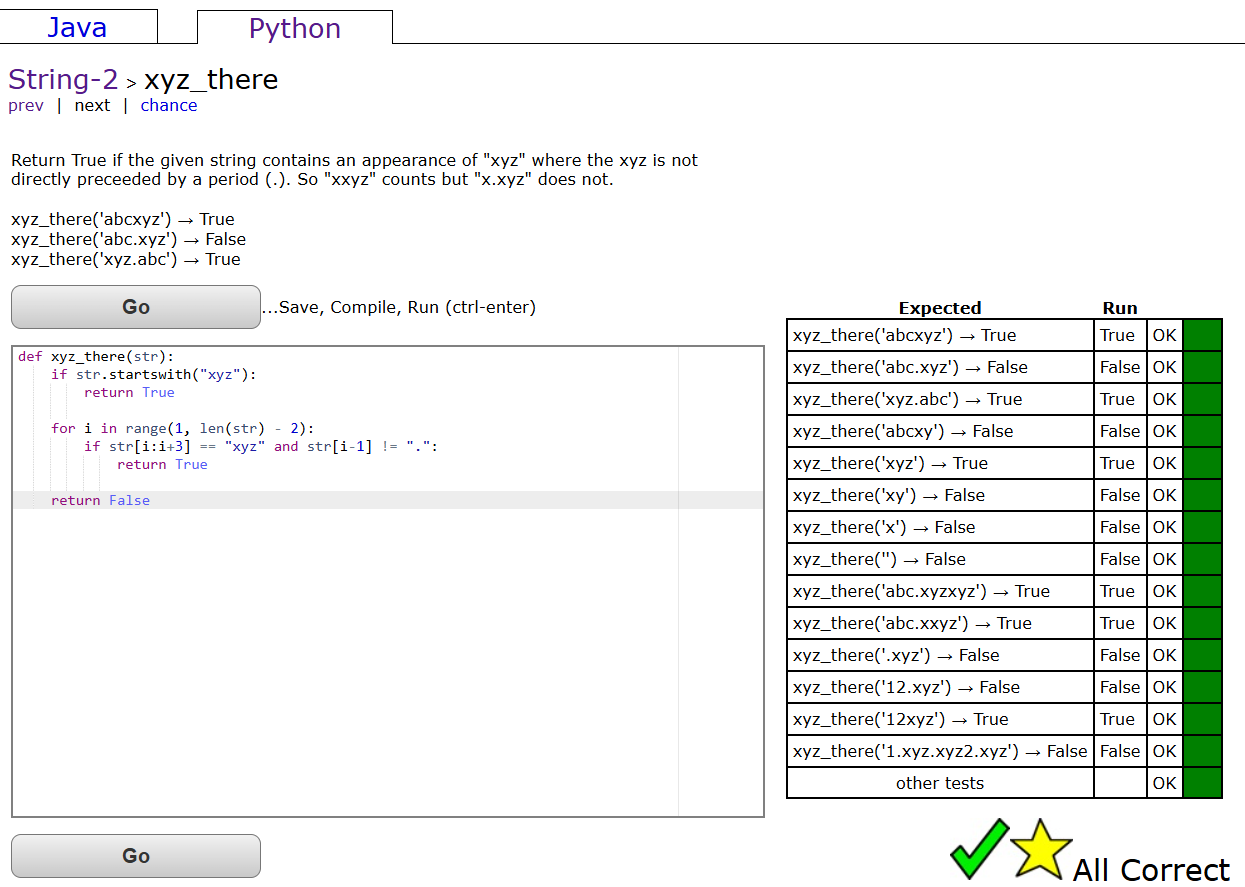 Java
Python
String-2 > xyz_there
prev | next | chance
Return True if the given string contains an appearance of "xyz" where the xyz is not
directly preceeded by a period (.). So "xxyz" counts but "x.xyz" does not.
xyz_there('abcxyz') → True
xyz_there('abc.xyz') → False
xyz_there('xyz.abc') → True
Go
...Save, Compile, Run (ctrl-enter)
def xyz_there(str):
    if str.startswith("xyz"):
        return True
    for i in range(1, len(str) - 2):
        if str[i:i+3] == "xyz" and str[i-1] != ".":
            return True
    return False
Go
Expected Run
xyz_there('abcxyz') → True True OK
xyz_there('abc.xyz') → False False OK
xyz_there('xyz.abc') → True True OK
xyz_there('abcxy') → False False OK
xyz_there('xyz') → True True OK
xyz_there('xy') → False False OK
xyz_there('x') → False False OK
xyz_there('') → False False OK
xyz_there('abc.xyzxyz') → True True OK
xyz_there('abc.xxyz') → True True OK
xyz_there('.xyz') → False False OK
xyz_there('12.xyz') → False False OK
xyz_there('12xyz') → True True OK
xyz_there('1.xyz.xyz2.xyz') → False False OK
other tests OK
All Correct